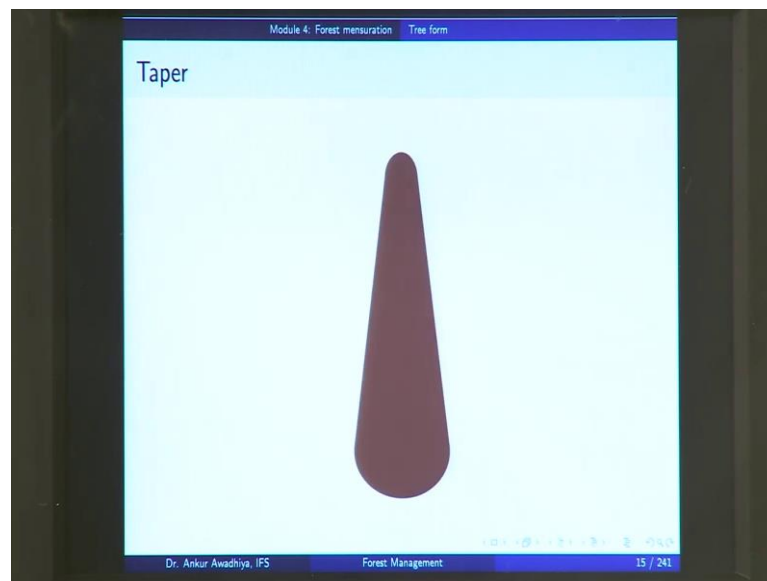 Module 4: Forest mensuration Tree form
Taper
Dr. Ankur Awadhiya, IFS Forest Management 15 / 241